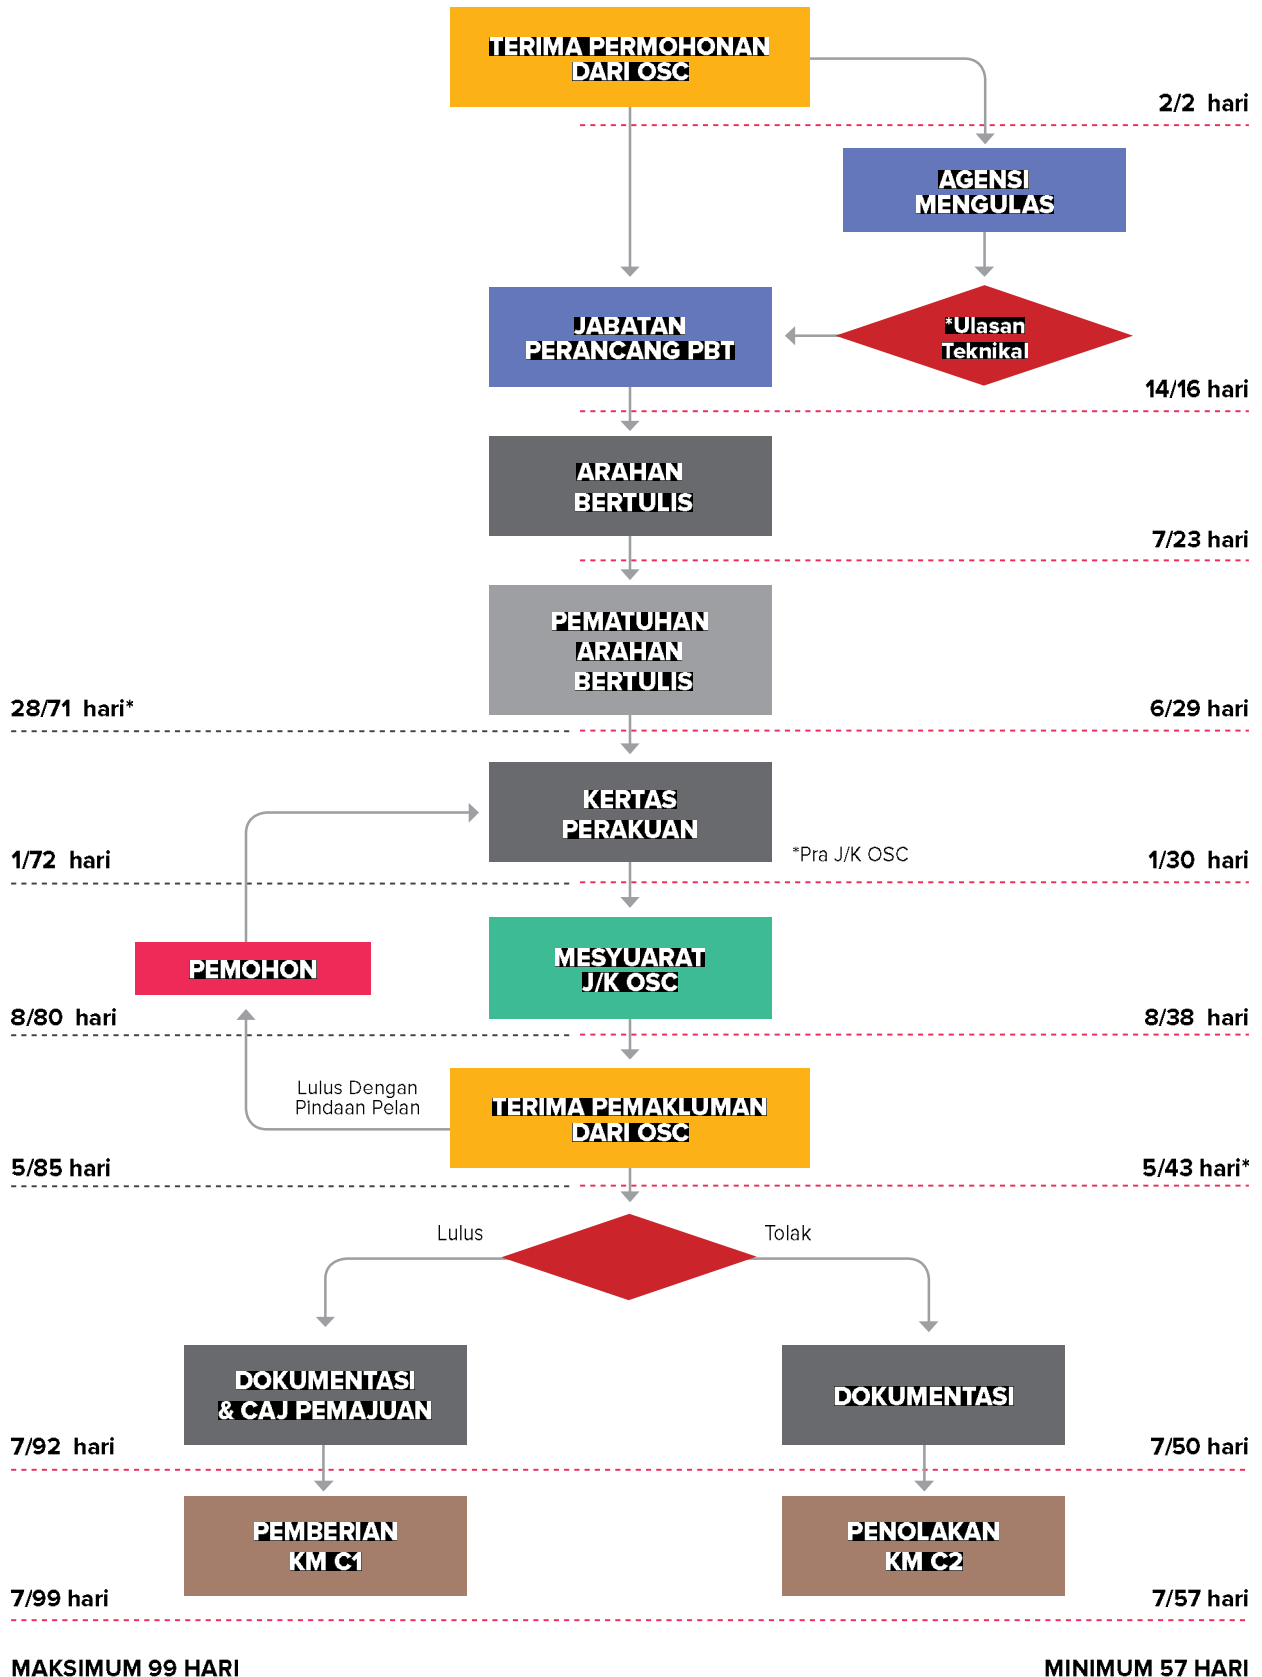 TERIMA PERMOHONAN
DARI OSC
2/2 hari
AGENSI
MENGULAS
JABATAN
PERANCANG PBT
*Ulasan
Teknikal
14/16 hari
ARAHAN
BERTULIS
7/23 hari
PEMATUHAN
ARAHAN
BERTULIS
28/71 hari*
6/29 hari
KERTAS
PERAKUAN
*Pra J/K OSC
1/72 hari
1/30 hari
PEMOHON
MESYUARAT
J/K OSC
8/80 hari
8/38 hari
Lulus Dengan
Pindaan Pelan
TERIMA PEMAKLUMAN
DARI OSC
5/85 hari
5/43 hari*
Lulus
Tolak
DOKUMENTASI
& CAJ PEMAJUAN
DOKUMENTASI
7/92 hari
7/50 hari
PEMBERIAN
KM C1
PENOLAKAN
KM C2
7/99 hari
7/57 hari
MAKSIMUM 99 HARI
MINIMUM 57 HARI